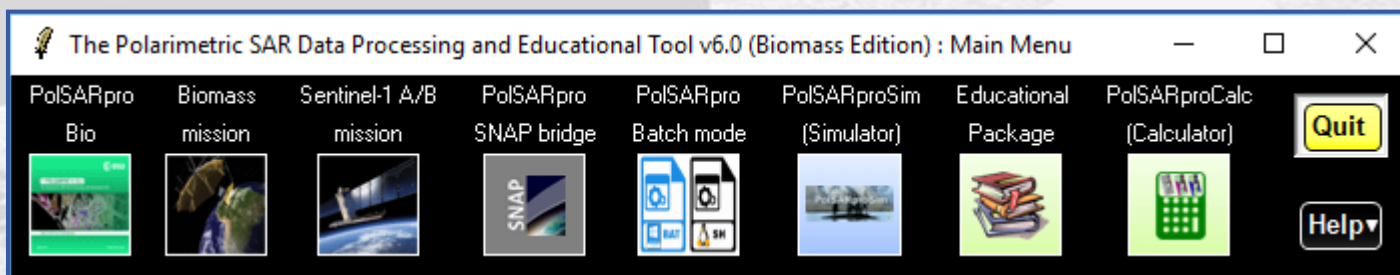 The Polarimetric SAR Data Processing and Educational Tool v6.0 (Biomass Edition) : Main Menu
PolSARpro Biomass Sentinel-1 A/B PolSARpro PolSARpro PolSARproSim Educational PolSARproCalc
Bio mission mission SNAP bridge Batch mode (Simulator) Package (Calculator)
Quit
esa
SNAP
PolSARproSim
BAT SH
Help